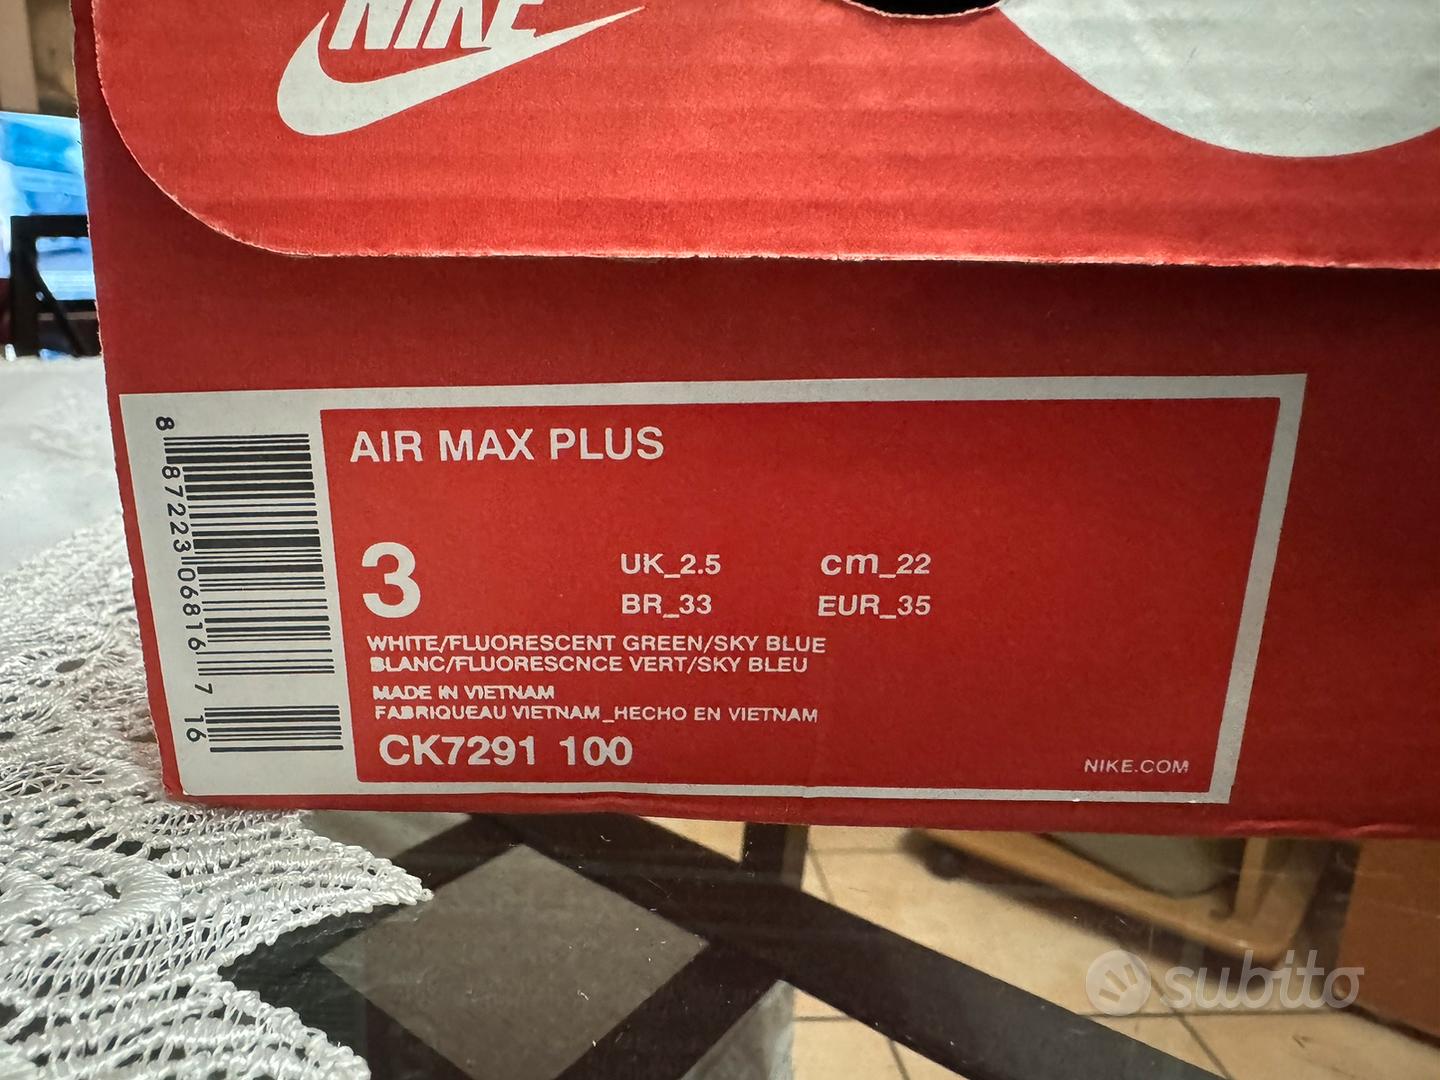 NIKE
AIR MAX PLUS
3
UK_2.5
cm_22
BR_33
EUR_35
WHITE/FLUORESCENT GREEN/SKY BLUE
BLANC/FLUORESCNCE VERT/SKY BLEU
MADE IN VIETNAM
FABRIQUEAU VIETNAM_HECHO EN VIETNAM
CK7291 100
NIKE.COM
8 87223 06816 7 16
subito